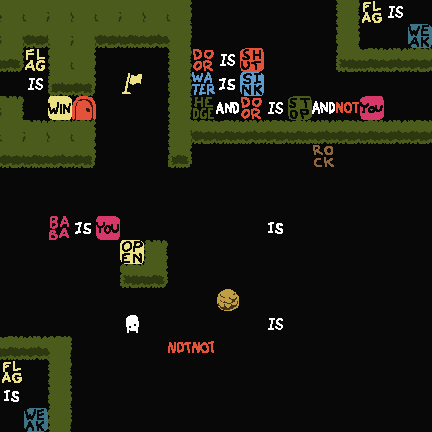 FLAG IS
WEAK
FLAG DOOR IS SHUT
IS WATER IS SINK
WIN HEDGE AND DOOR IS STOP AND NOT YOU
ROCK
BABA IS YOU IS
OPEN
IS
NOT NOT
FLAG
IS
WEAK